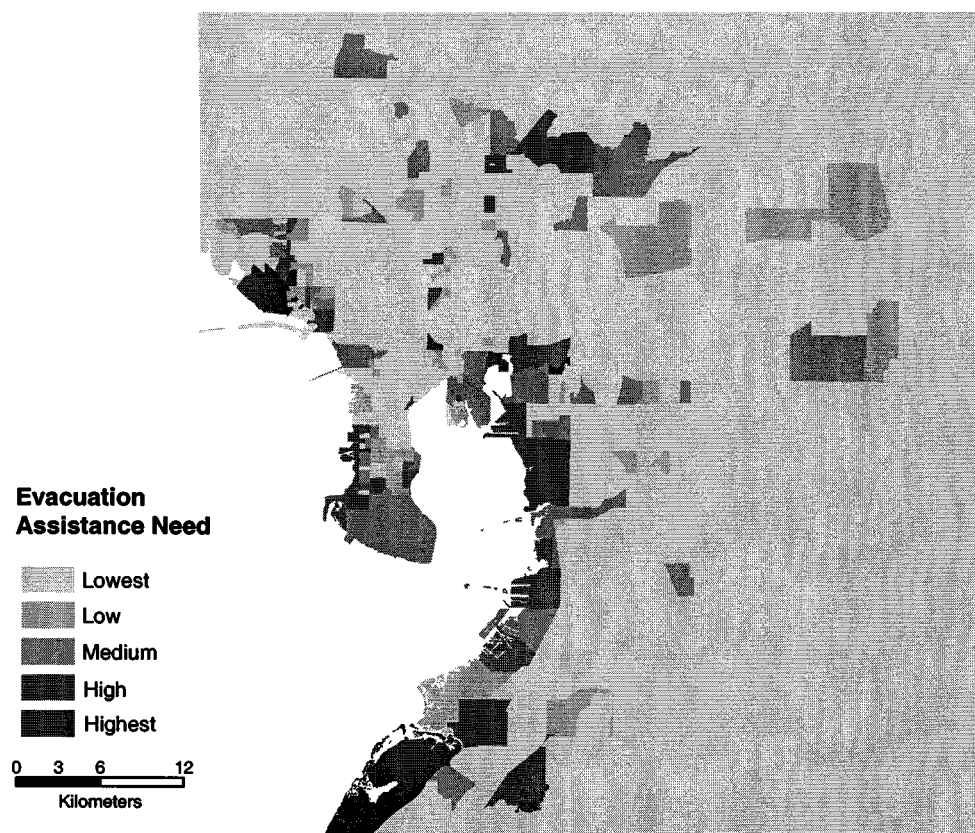 Evacuation
Assistance Need
Lowest
Low
Medium
High
Highest
0 3 6 12
Kilometers